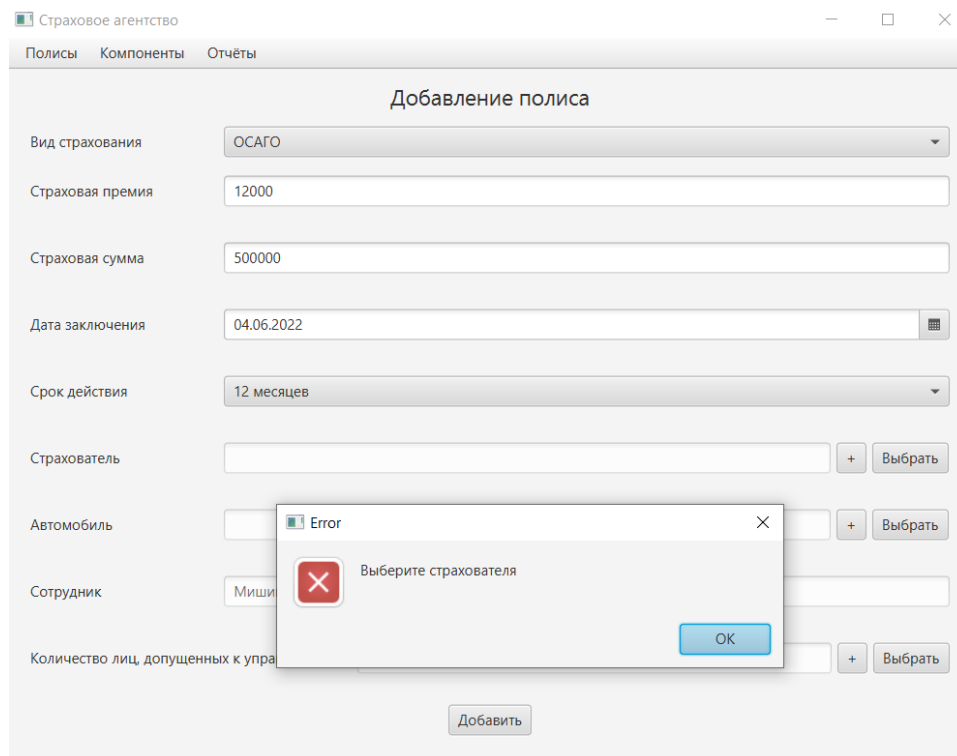 Страховое агентство
Полисы Компоненты Отчёты
Добавление полиса
Вид страхования ОСАГО
Страховая премия 12000
Страховая сумма 500000
Дата заключения 04.06.2022
Срок действия 12 месяцев
Страхователь + Выбрать
Автомобиль + Выбрать
Error
Выберите страхователя
Сотрудник
OK
Количество лиц, допущенных к + Выбрать
Добавить